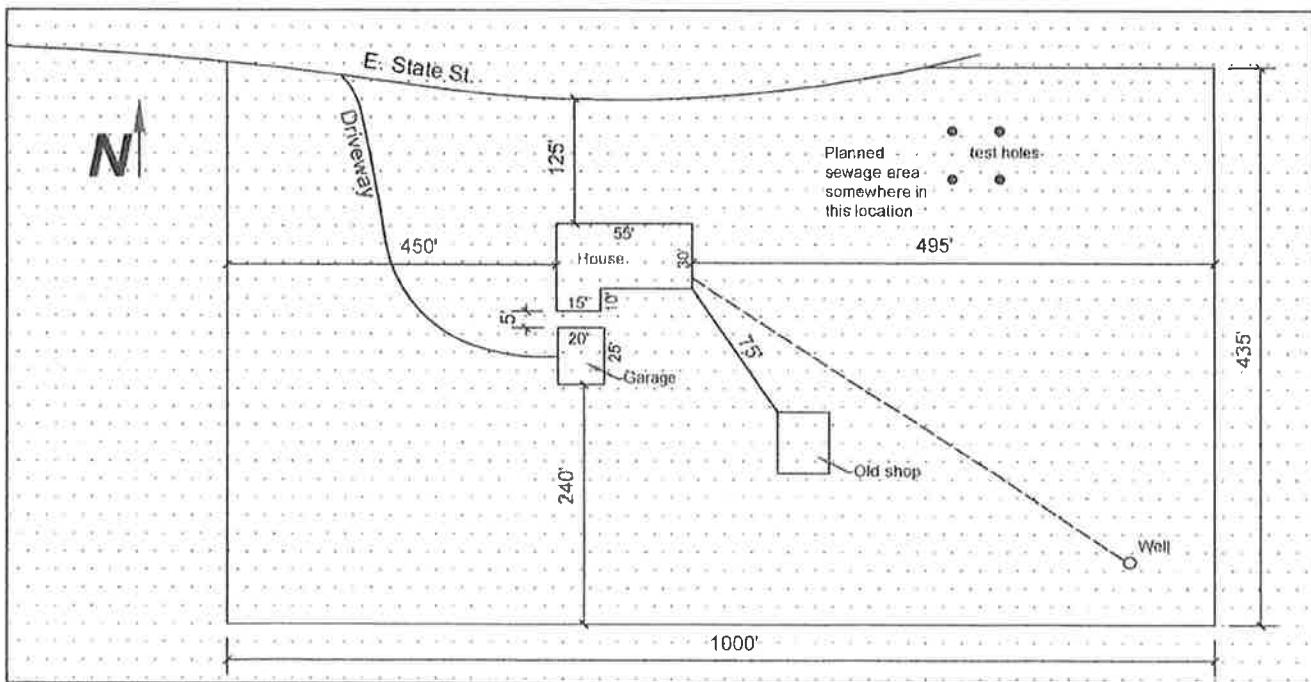 E. State St.
N
Driveway
125'
Planned
sewage area
somewhere in
this location
test holes
450'
55'
House
30'
495'
15'
10'
5'
20'
25'
Garage
75'
435'
240'
Old shop
Well
1000'